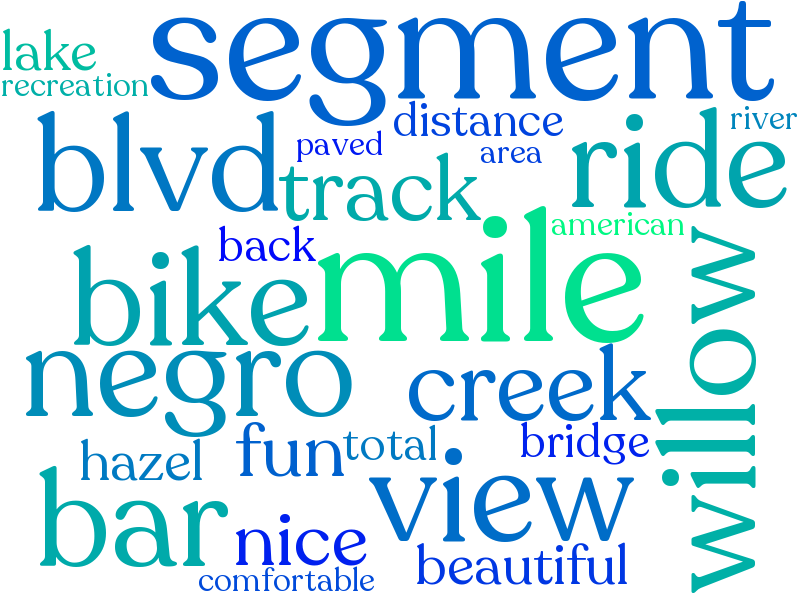 lake
segment
recreation
distance
river
blvd
paved
area
ride
track
american
back
mile
willow
bike
negro
creek
hazel
fun
total
bridge
bar
view
nice
beautiful
comfortable